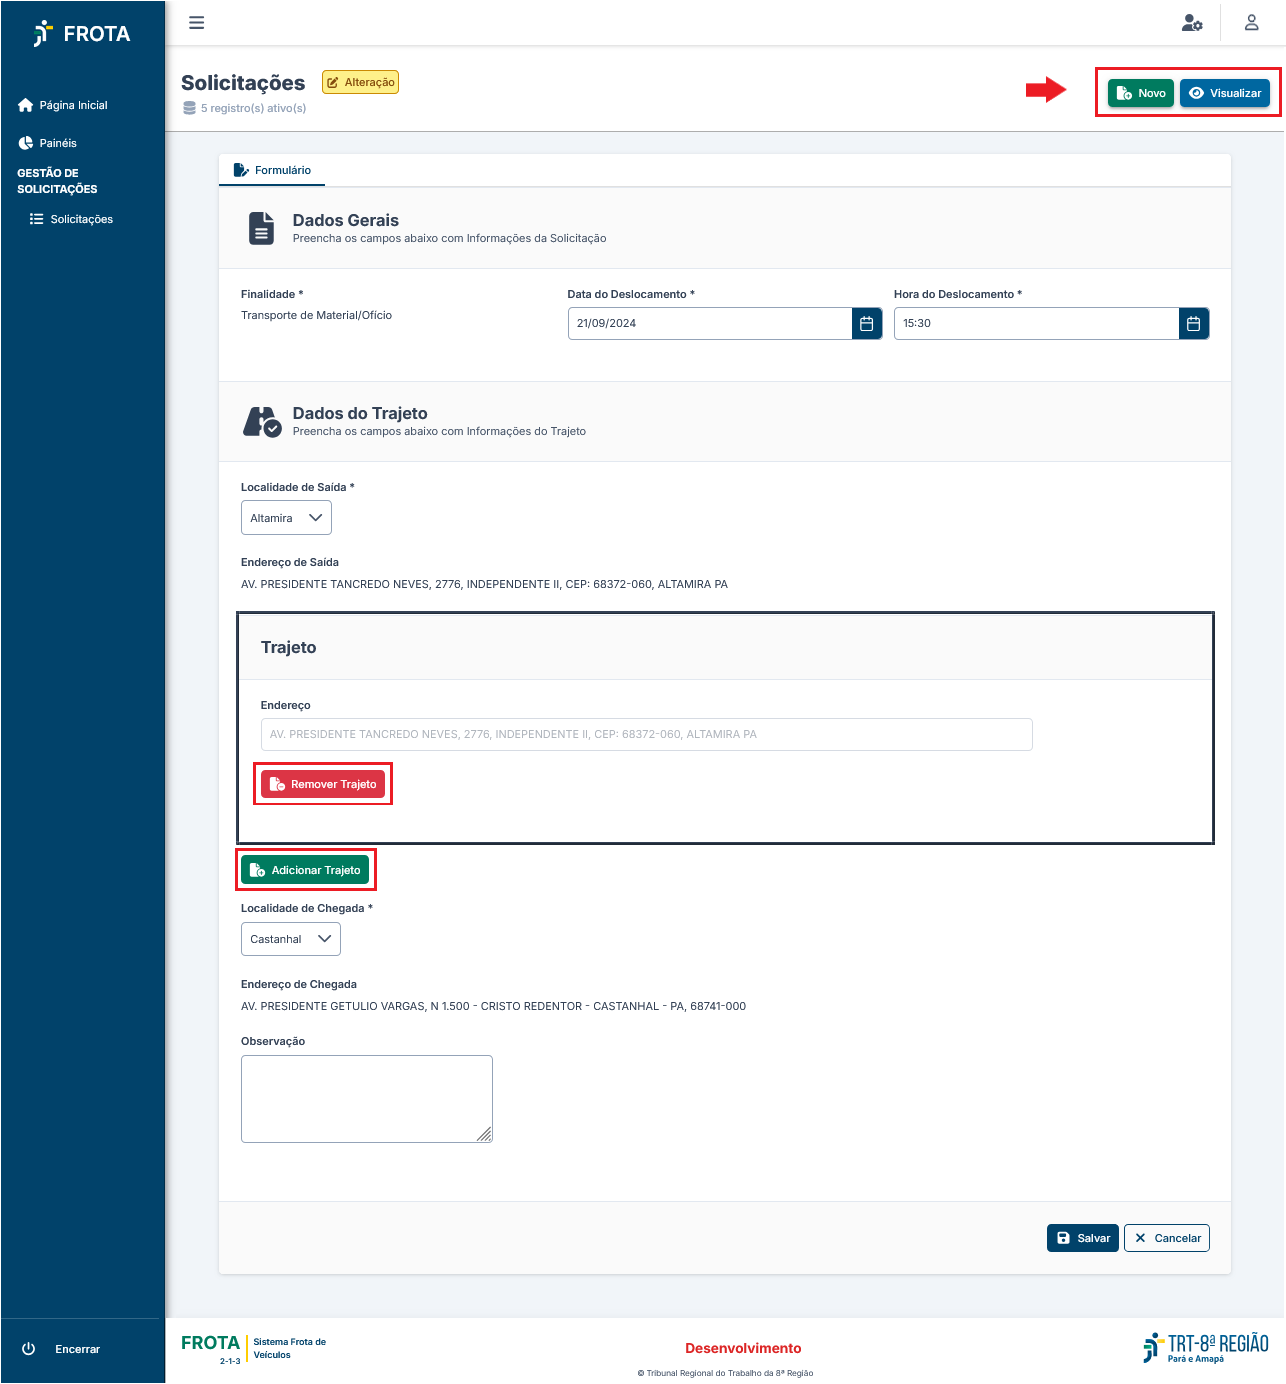 FROTA
Página Inicial
Painéis
GESTÃO DE
SOLICITAÇÕES
Solicitações
Encerrar
Solicitações
Alteração
5 registro(s) ativo(s)
Novo
Visualizar
Formulário
Dados Gerais
Preencha os campos abaixo com Informações da Solicitação
Finalidade *
Transporte de Material/Ofício
Data do Deslocamento *
21/09/2024
Hora do Deslocamento *
15:30
Dados do Trajeto
Preencha os campos abaixo com Informações do Trajeto
Localidade de Saída *
Altamira
Endereço de Saída
AV. PRESIDENTE TANCREDO NEVES, 2776, INDEPENDENTE II, CEP: 68372-060, ALTAMIRA PA
Trajeto
Endereço
AV. PRESIDENTE TANCREDO NEVES, 2776, INDEPENDENTE II, CEP: 68372-060, ALTAMIRA PA
Remover Trajeto
Adicionar Trajeto
Localidade de Chegada *
Castanhal
Endereço de Chegada
AV. PRESIDENTE GETULIO VARGAS, N 1.500 - CRISTO REDENTOR - CASTANHAL - PA, 68741-000
Observação
Salvar
Cancelar
FROTA
2-1-3
Sistema Frota de
Veículos
Desenvolvimento
© Tribunal Regional do Trabalho da 8ª Região
TRT-8ª REGIÃO
Pará e Amapá